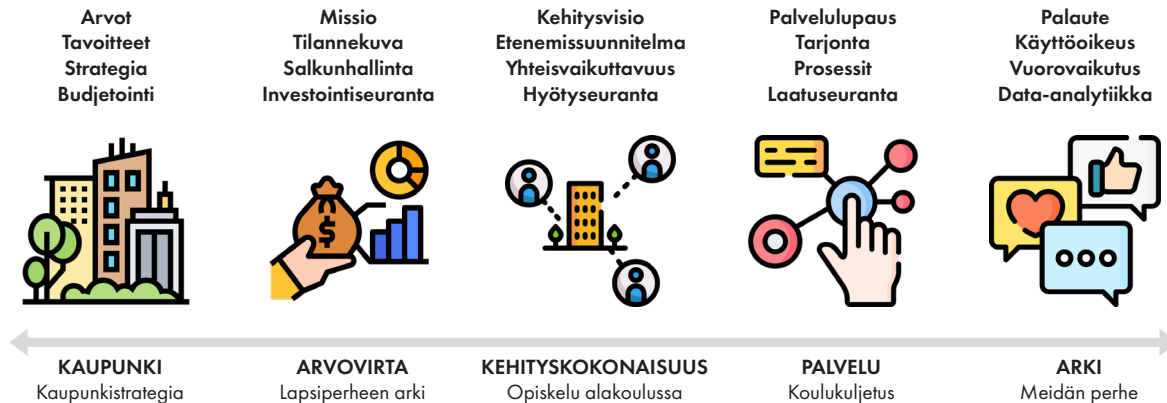 Arvot
Tavoitteet
Strategia
Budjetointi
Missio
Tilannekuva
Salkunhallinta
Investointiseuranta
Kehitysvisio
Etenemissuunnitelma
Yhteisvaikuttavuus
Hyötyseuranta
Palvelulupaus
Tarjonta
Prosessit
Laatuseuranta
Palaute
Käyttöoikeus
Vuorovaikutus
Data-analytiikka
$
KAUPUNKI
Kaupunkistrategia
ARVOVIRTA
Lapsiperheen arki
KEHITYSKOKONAISUUS
Opiskelu alakoulussa
PALVELU
Koulukuljetus
ARKI
Meidän perhe